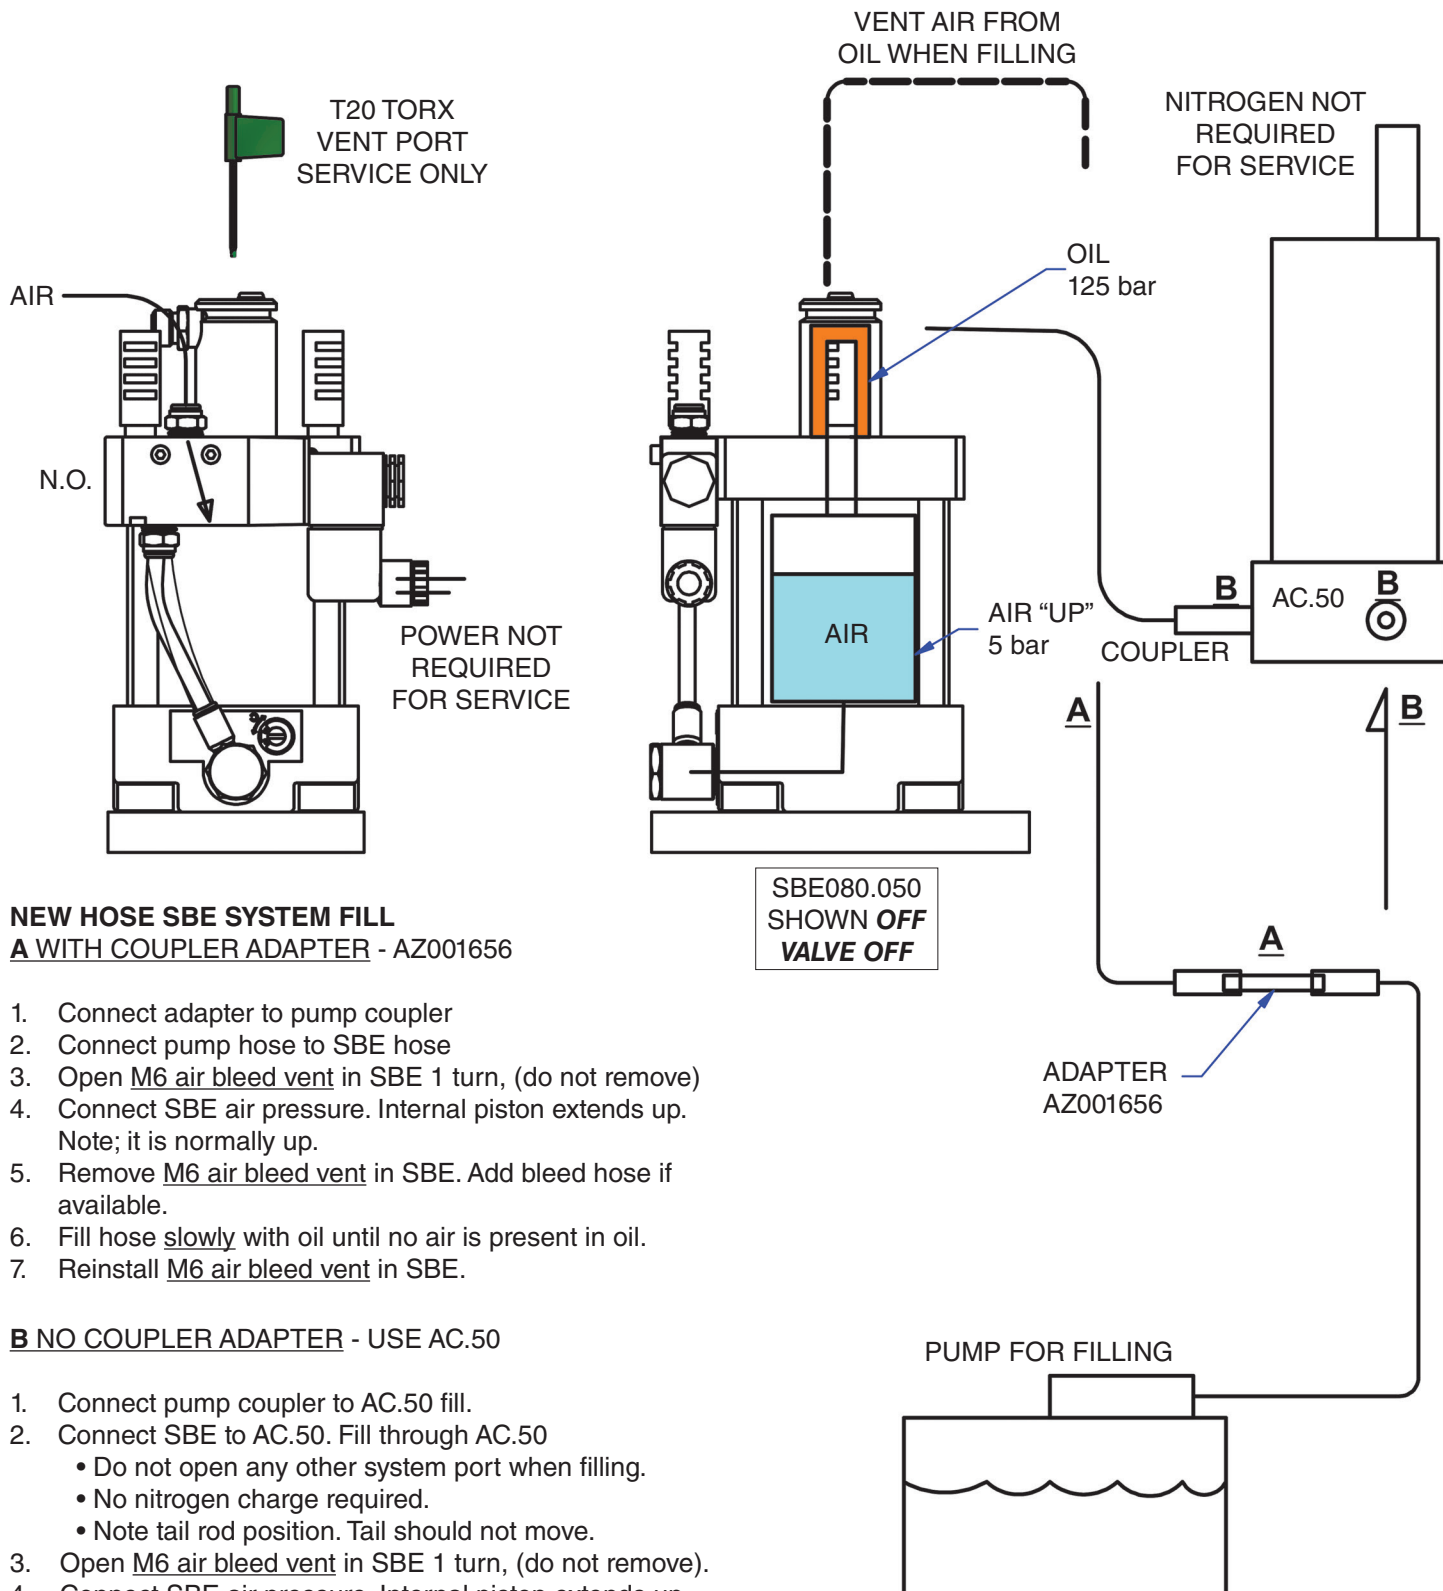 VENT AIR FROM
OIL WHEN FILLING
T20 TORX
VENT PORT
SERVICE ONLY
NITROGEN NOT
REQUIRED
FOR SERVICE
OIL
125 bar
AIR
N.O.
POWER NOT
REQUIRED
FOR SERVICE
AIR
AIR “UP”
5 bar
B
AC.50
B
COUPLER
A
B
SBE080.050
SHOWN OFF
VALVE OFF
A
ADAPTER
AZ001656
NEW HOSE SBE SYSTEM FILL
A WITH COUPLER ADAPTER - AZ001656
1. Connect adapter to pump coupler
2. Connect pump hose to SBE hose
3. Open M6 air bleed vent in SBE 1 turn, (do not remove)
4. Connect SBE air pressure. Internal piston extends up.
Note; it is normally up.
5. Remove M6 air bleed vent in SBE. Add bleed hose if
available.
6. Fill hose slowly with oil until no air is present in oil.
7. Reinstall M6 air bleed vent in SBE.
B NO COUPLER ADAPTER - USE AC.50
1. Connect pump coupler to AC.50 fill.
2. Connect SBE to AC.50. Fill through AC.50
• Do not open any other system port when filling.
• No nitrogen charge required.
• Note tail rod position. Tail should not move.
3. Open M6 air bleed vent in SBE 1 turn, (do not remove).
4. Connect SBE air pressure. Internal piston extends up.
PUMP FOR FILLING